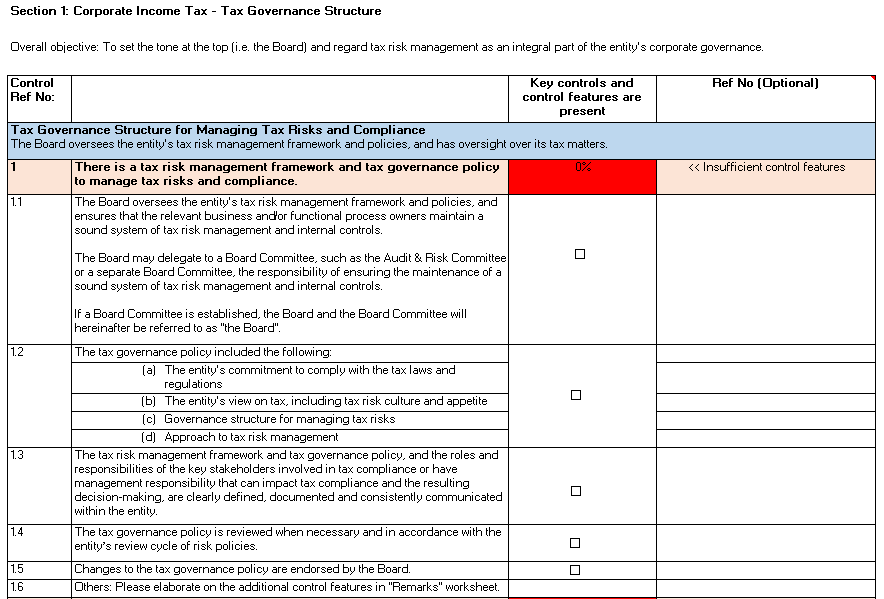 Section 1: Corporate Income Tax - Tax Governance Structure
Overall objective: To set the tone at the top (i.e. the Board) and regard tax risk management as an integral part of the entity's corporate governance.
Control
Ref No:
Key controls and
control features are
present
Ref No (Optional)
Tax Governance Structure for Managing Tax Risks and Compliance
The Board oversees the entity's tax risk management framework and policies, and has oversight over its tax matters.
1
There is a tax risk management framework and tax governance policy
to manage tax risks and compliance.
0%
<< Insufficient control features
1.1
The Board oversees the entity's tax risk management framework and policies, and
ensures that the relevant business and/or functional process owners maintain a
sound system of tax risk management and internal controls.
The Board may delegate to a Board Committee, such as the Audit & Risk Committee
or a separate Board Committee, the responsibility of ensuring the maintenance of a
sound system of tax risk management and internal controls.
If a Board Committee is established, the Board and the Board Committee will
hereinafter be referred to as "the Board".
1.2
The tax governance policy included the following:
(a) The entity's commitment to comply with the tax laws and
regulations
(b) The entity's view on tax, including tax risk culture and appetite
(c) Governance structure for managing tax risks
(d) Approach to tax risk management
1.3
The tax risk management framework and tax governance policy, and the roles and
responsibilities of the key stakeholders involved in tax compliance or have
management responsibility that can impact tax compliance and the resulting
decision-making, are clearly defined, documented and consistently communicated
within the entity.
1.4
The tax governance policy is reviewed when necessary and in accordance with the
entity's review cycle of risk policies.
1.5
Changes to the tax governance policy are endorsed by the Board.
1.6
Others: Please elaborate on the additional control features in "Remarks" worksheet.